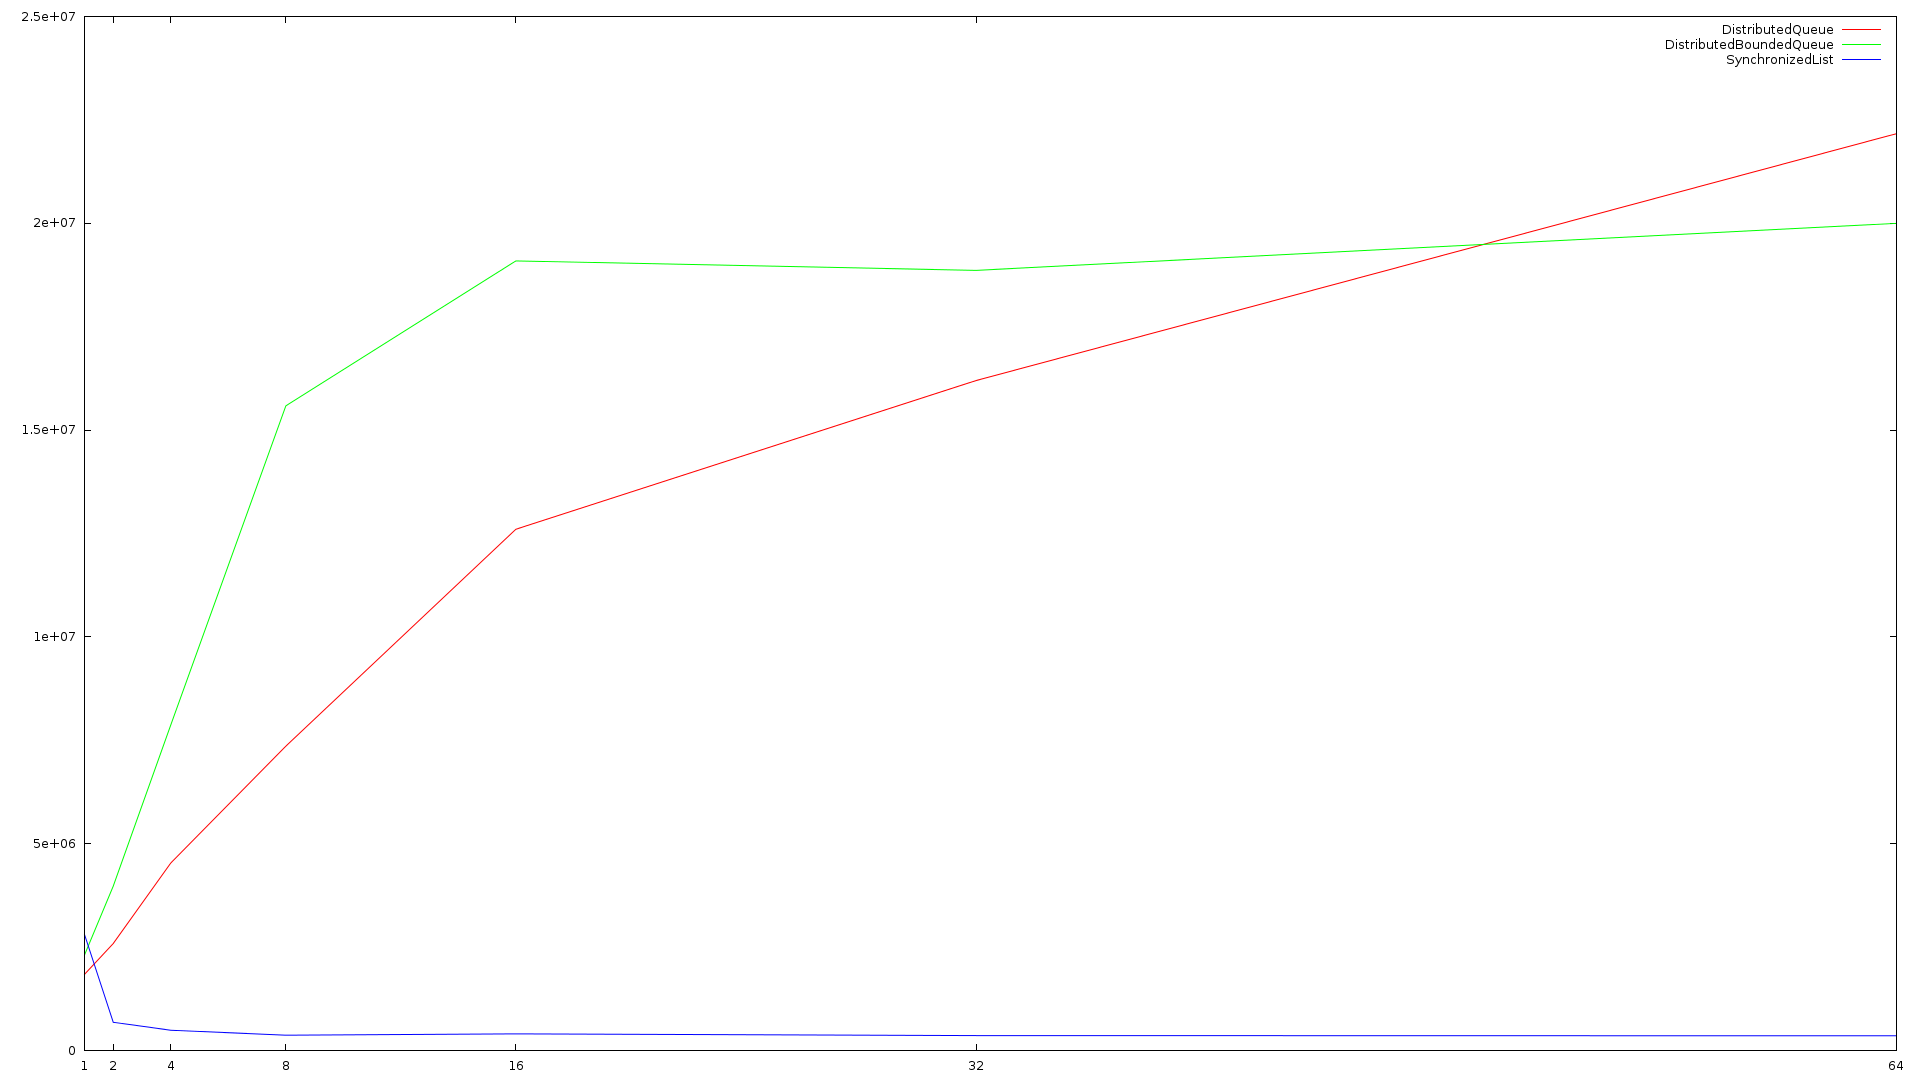 2.5e+07
DistributedQueue
DistributedBoundedQueue
SynchronizedList
2e+07
1.5e+07
1e+07
5e+06
0
1 2 4 8 16 32 64